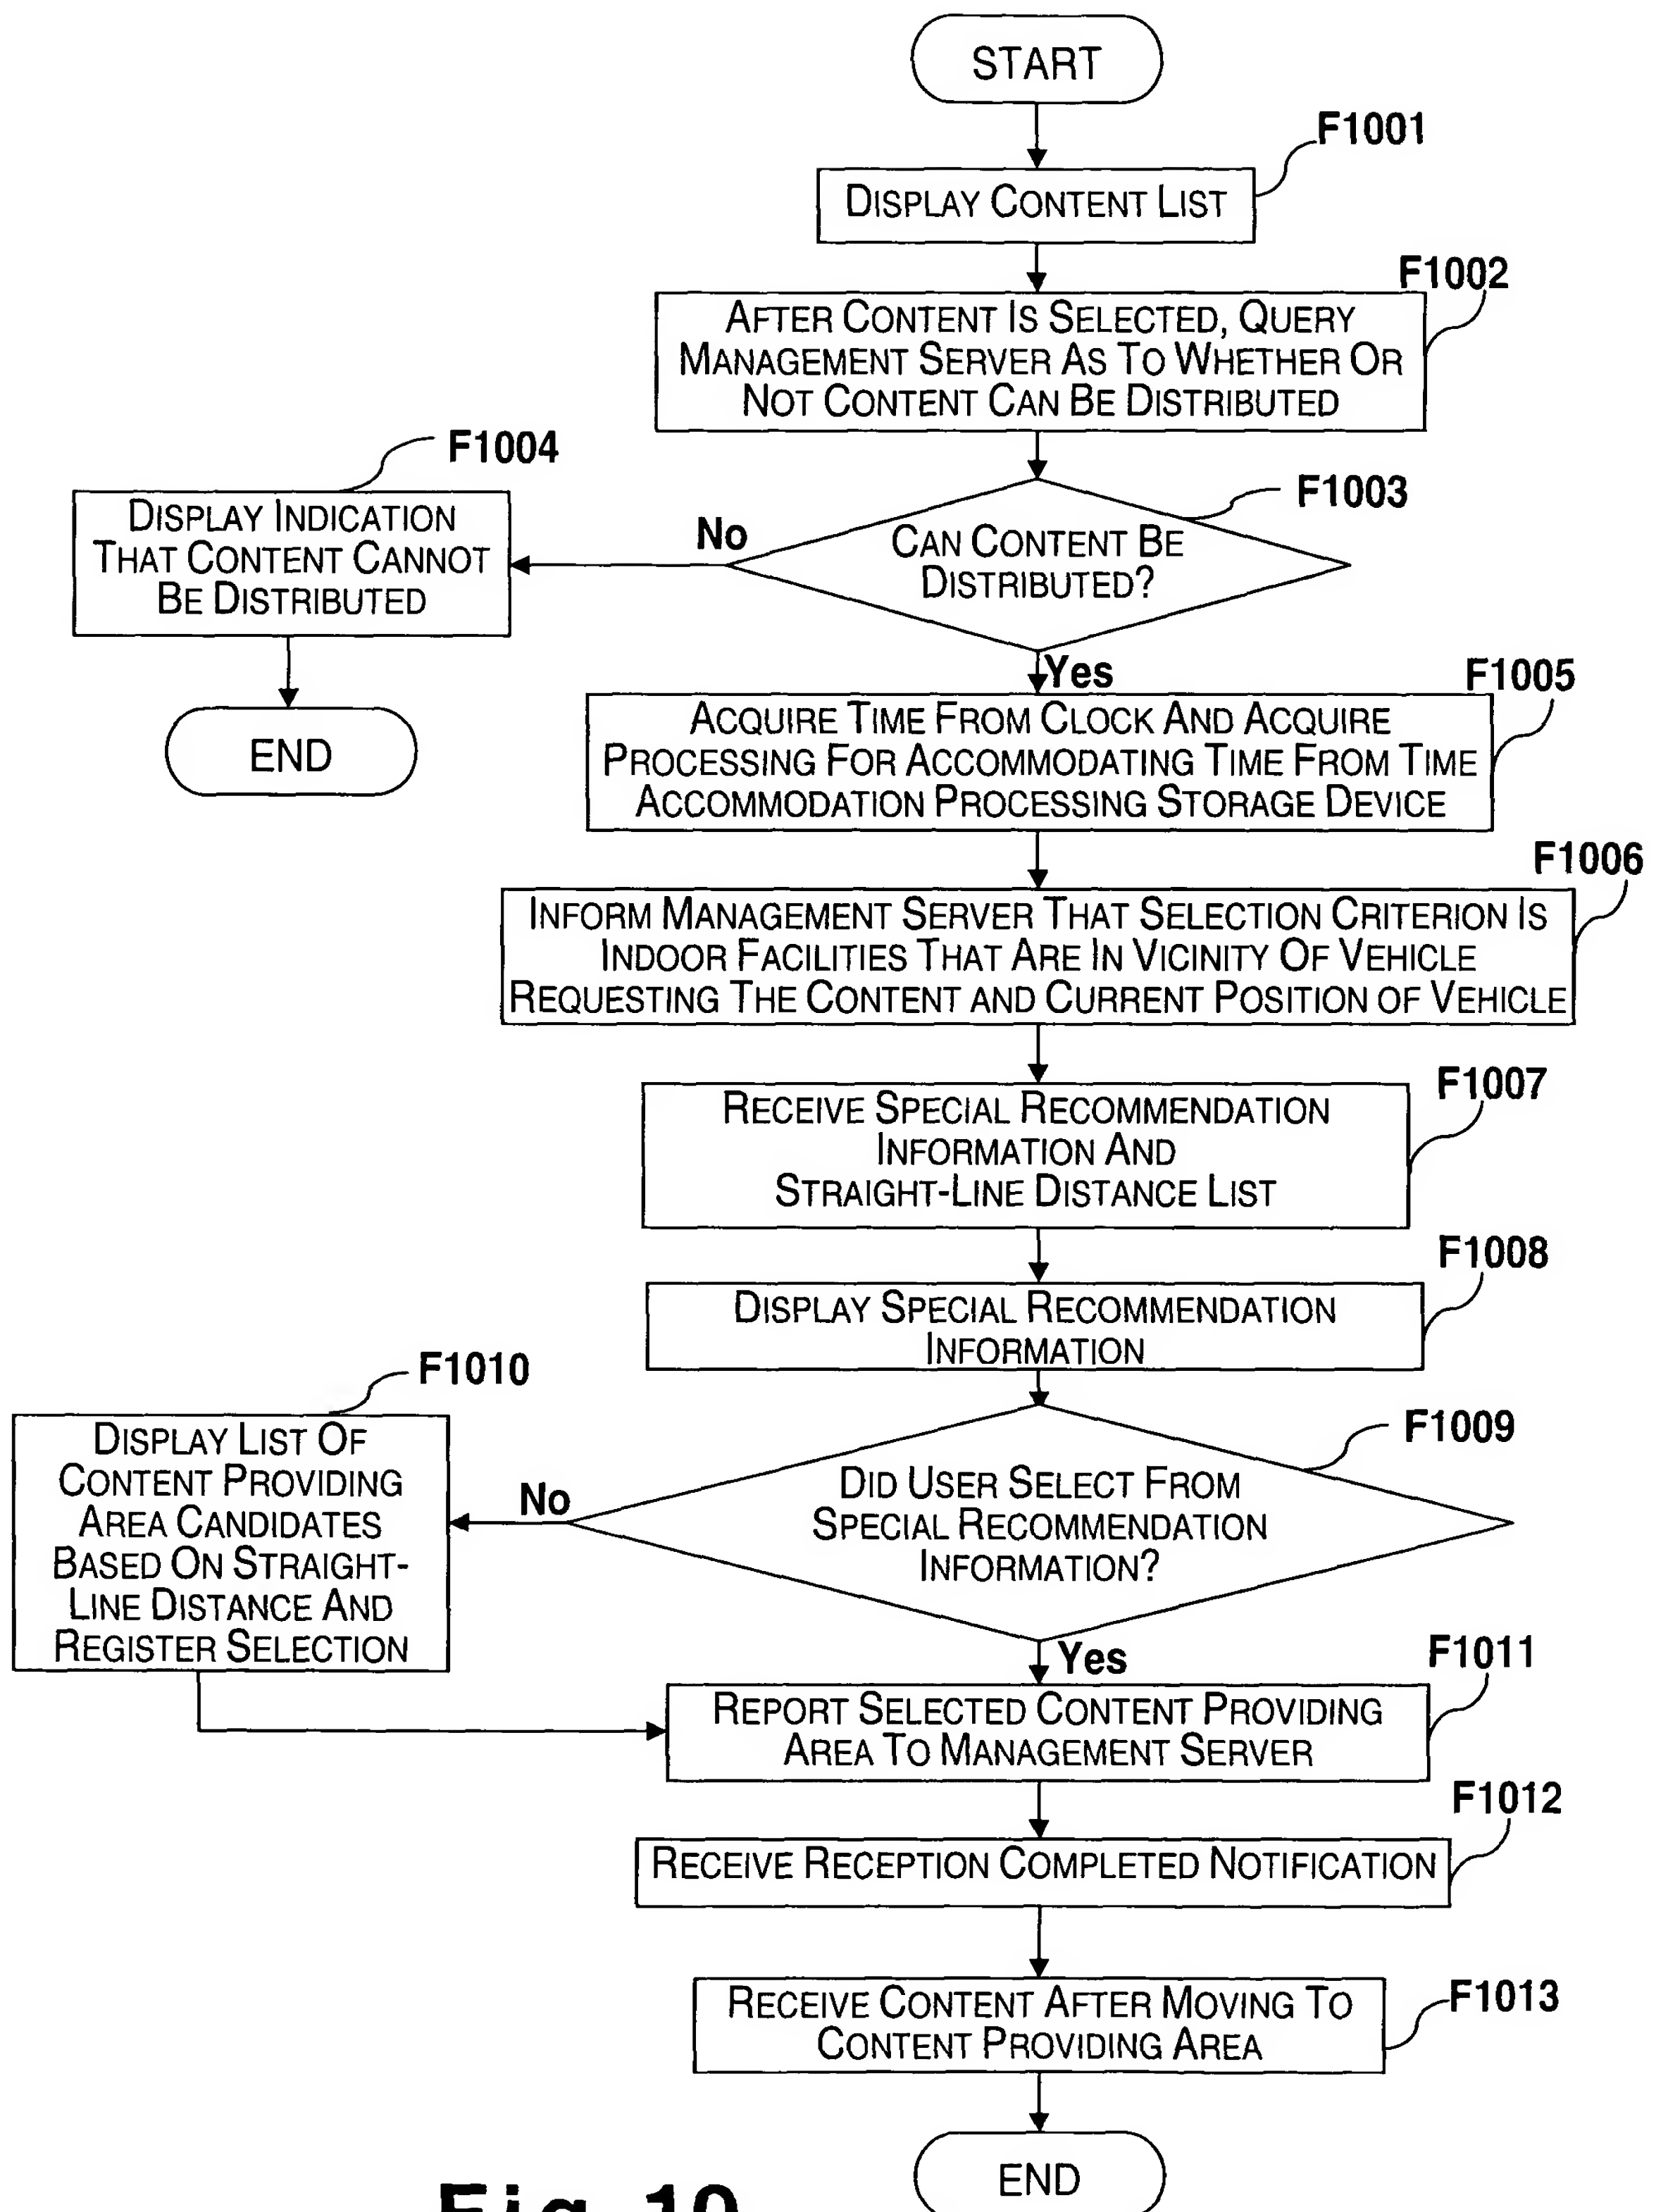 START
F1001
DISPLAY CONTENT LIST
F1002
AFTER CONTENT IS SELECTED, QUERY
MANAGEMENT SERVER AS TO WHETHER OR
NOT CONTENT CAN BE DISTRIBUTED
F1004
DISPLAY INDICATION
THAT CONTENT CANNOT
BE DISTRIBUTED
END
F1003
No
CAN CONTENT BE
DISTRIBUTED?
Yes
F1005
ACQUIRE TIME FROM CLOCK AND ACQUIRE
PROCESSING FOR ACCOMMODATING TIME FROM TIME
ACCOMMODATION PROCESSING STORAGE DEVICE
F1006
INFORM MANAGEMENT SERVER THAT SELECTION CRITERION IS
INDOOR FACILITIES THAT ARE IN VICINITY OF VEHICLE
REQUESTING THE CONTENT AND CURRENT POSITION OF VEHICLE
F1007
RECEIVE SPECIAL RECOMMENDATION
INFORMATION AND
STRAIGHT-LINE DISTANCE LIST
F1008
DISPLAY SPECIAL RECOMMENDATION
INFORMATION
F1010
DISPLAY LIST OF
CONTENT PROVIDING
AREA CANDIDATES
BASED ON STRAIGHT-
LINE DISTANCE AND
REGISTER SELECTION
F1009
No
DID USER SELECT FROM
SPECIAL RECOMMENDATION
INFORMATION?
Yes
F1011
REPORT SELECTED CONTENT PROVIDING
AREA TO MANAGEMENT SERVER
F1012
RECEIVE RECEPTION COMPLETED NOTIFICATION
F1013
RECEIVE CONTENT AFTER MOVING TO
CONTENT PROVIDING AREA
END
Fig. 10